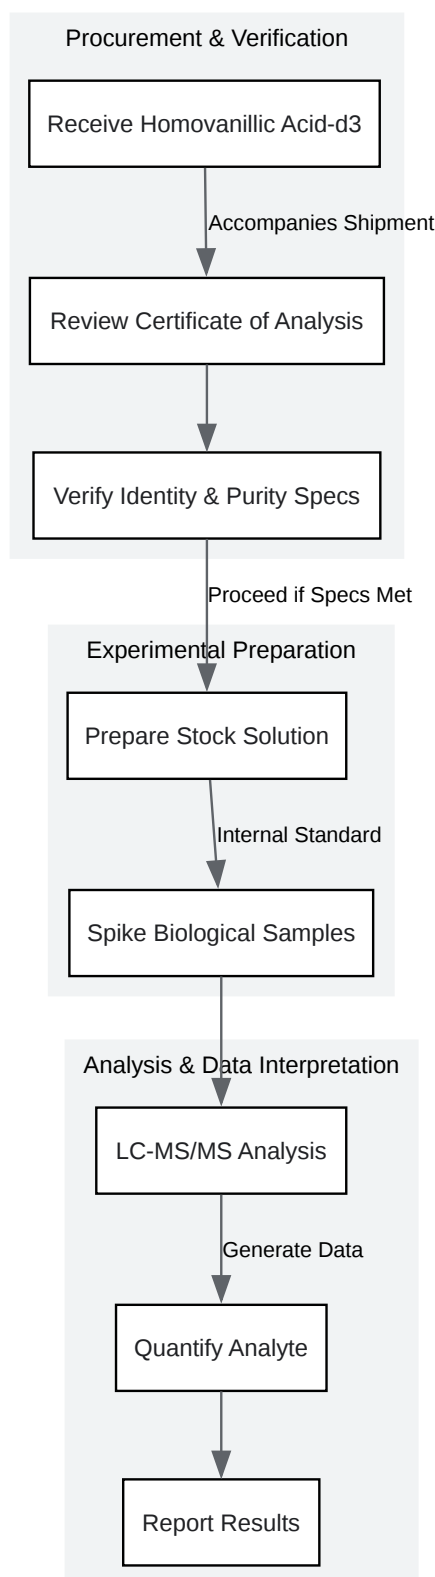 Procurement & Verification
Receive Homovanillic Acid-d3
Accompanies Shipment
Review Certificate of Analysis
Verify Identity & Purity Specs
Proceed if Specs Met
Experimental Preparation
Prepare Stock Solution
Internal Standard
Spike Biological Samples
Analysis & Data Interpretation
LC-MS/MS Analysis
Generate Data
Quantify Analyte
Report Results